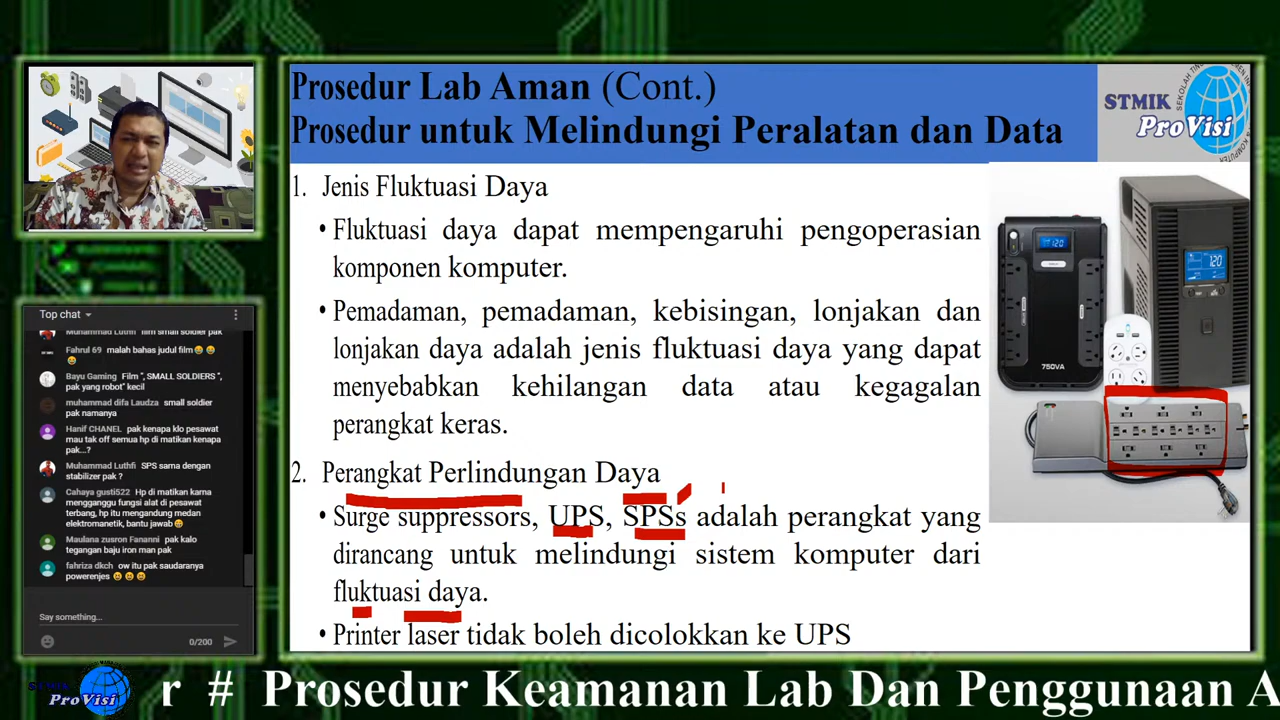 Prosedur Lab Aman (Cont.)
Prosedur untuk Melindungi Peralatan dan Data
STMIK
ProVisi
1. Jenis Fluktuasi Daya
• Fluktuasi daya dapat mempengaruhi pengoperasian
komponen komputer.
• Pemadaman, pemadaman, kebisingan, lonjakan dan
lonjakan daya adalah jenis fluktuasi daya yang dapat
menyebabkan kehilangan data atau kegagalan
perangkat keras.
2. Perangkat Perlindungan Daya
• Surge suppressors, UPS, SPSs adalah perangkat yang
dirancang untuk melindungi sistem komputer dari
fluktuasi daya.
• Printer laser tidak boleh dicolokkan ke UPS
120
750VA
120
Top chat
Muhammad Luthfi film small soldier pak
Fahrul 69 malah bahas judul film
Bayu Gaming Film ", SMALL SOLDIERS ",
pak yang robot" kecil
muhammad difa Laudza small soldier
pak namanya
Hanif CHANEL pak kenapa klo pesawat
mau tak off semua hp di matikan kenapa
pak...?
Muhammad Luthfi SPS sama dengan
stabilizer pak ?
Cahaya gusti522 Hp di matikan karna
mengganggu fungsi alat di pesawat
terbang, hp itu mengandung medan
elektromanetik, bantu jawab
Maulana zusron Fananni pak kalo
tegangan baju iron man pak
fahriza dkch ow itu pak saudaranya
powerenjes
Say something...
0/200
STMIK
ProVisi
r # Prosedur Keamanan Lab Dan Penggunaan A